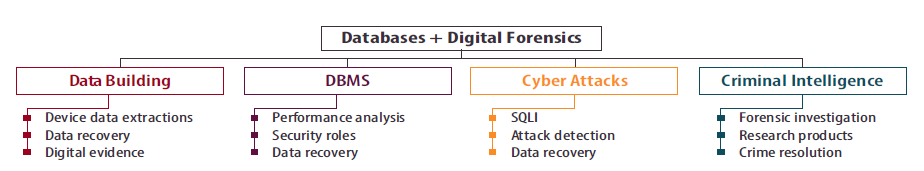 Databases + Digital Forensics
Data Building
Device data extractions
Data recovery
Digital evidence
DBMS
Performance analysis
Security roles
Data recovery
Cyber Attacks
SQLI
Attack detection
Data recovery
Criminal Intelligence
Forensic investigation
Research products
Crime resolution